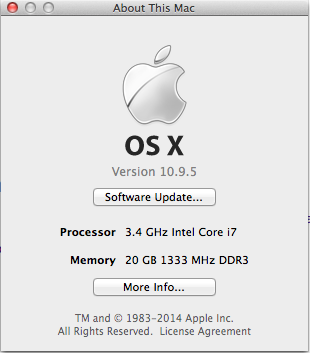 About This Mac
OS X
Version 10.9.5
Software Update...
Processor 3.4 GHz Intel Core i7
Memory 20 GB 1333 MHz DDR3
More Info...
TM and © 1983-2014 Apple Inc.
All Rights Reserved. License Agreement